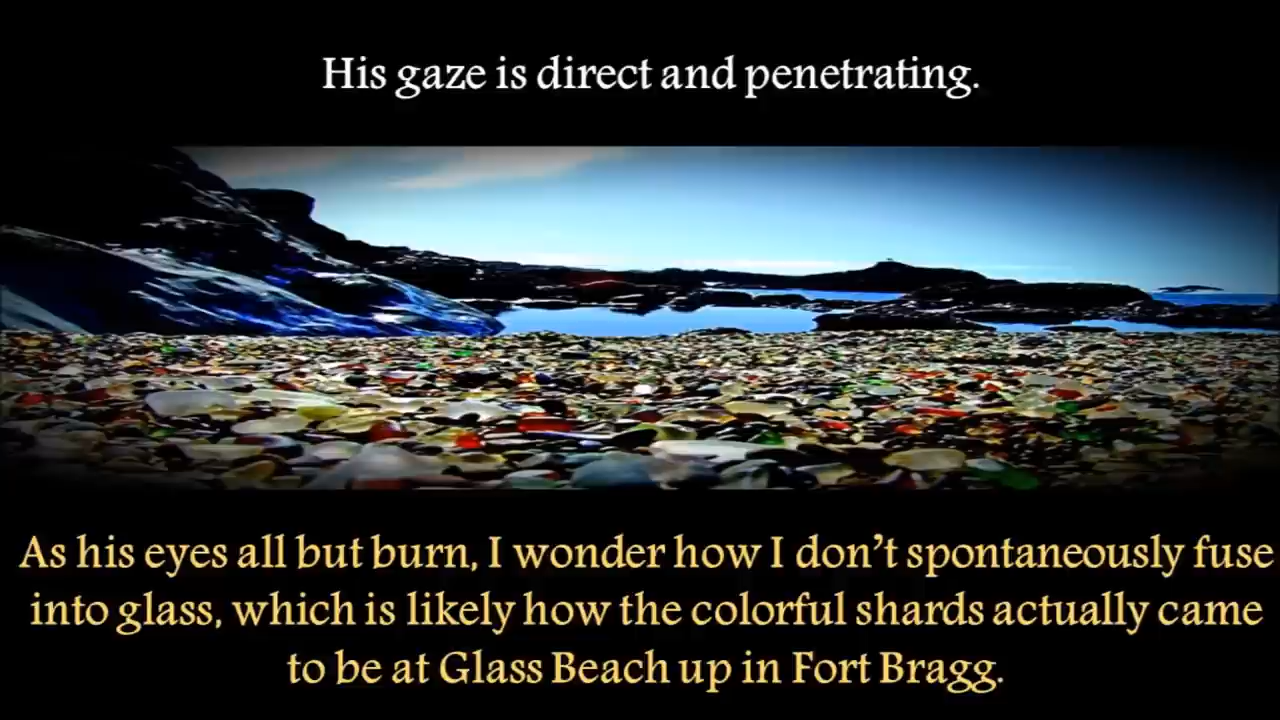 His gaze is direct and penetrating.
As his eyes all but burn, I wonder how I don't spontaneously fuse
into glass, which is likely how the colorful shards actually came
to be at Glass Beach up in Fort Bragg.